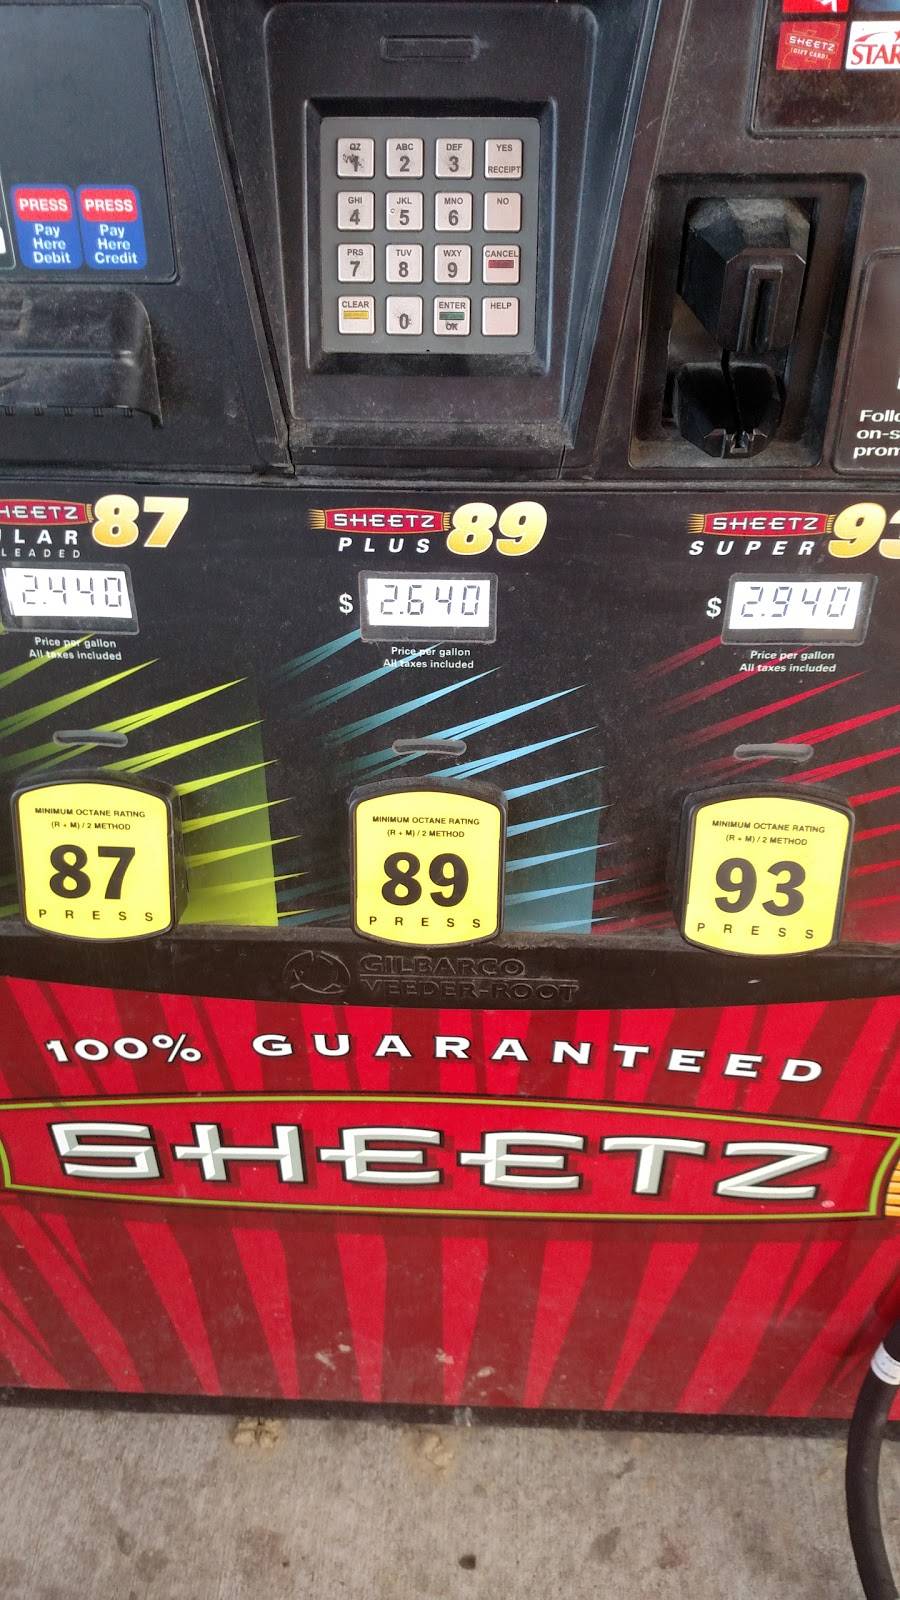 SHEETZ
GIFT CARD
STAR
QZ
1
ABC
2
DEF
3
YES
RECEIPT
GHI
4
JKL
5
MNO
6
NO
PRS
7
TUV
8
WXY
9
CANCEL
CLEAR
0
ENTER
OK
HELP
PRESS
Pay
Here
Debit
PRESS
Pay
Here
Credit
Follo
on-s
prom
HEETZ 87
ULAR
LEADED
2.440
Price per gallon
All taxes included
SHEETZ 89
PLUS
$ 2.640
Price per gallon
All taxes included
SHEETZ 93
SUPER
$ 2.940
Price per gallon
All taxes included
MINIMUM OCTANE RATING
(R + M) / 2 METHOD
87
PRESS
MINIMUM OCTANE RATING
(R + M) / 2 METHOD
89
PRESS
MINIMUM OCTANE RATING
(R + M) / 2 METHOD
93
PRESS
GILBARCO
VEEDER-ROOT
100% GUARANTEED
SHEETZ